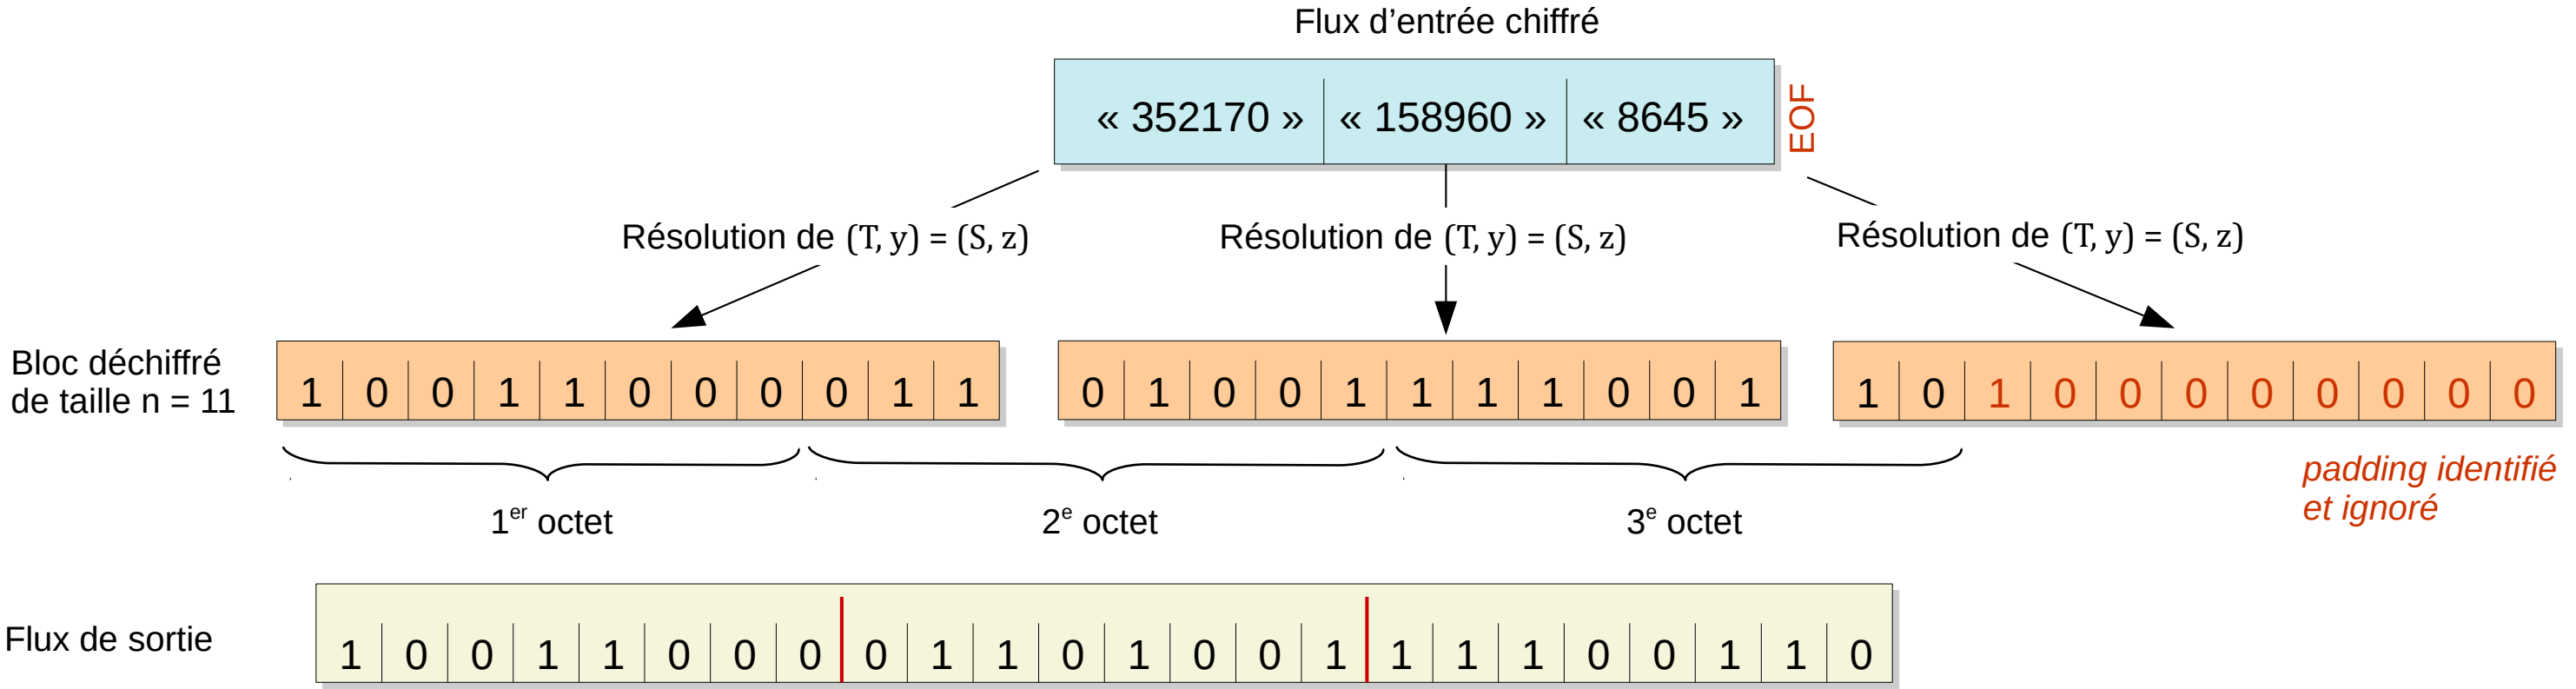 Flux d’entrée chiffré
« 352170 » « 158960 » « 8645 » EOF
Résolution de (T, y) = (S, z) Résolution de (T, y) = (S, z) Résolution de (T, y) = (S, z)
Bloc déchiffré
de taille n = 11
1 0 0 1 1 0 0 0 0 1 1 0 1 0 0 1 1 1 1 0 0 1 1 0 1 0 0 0 0 0 0 0 0
1er octet 2e octet 3e octet
padding identifié
et ignoré
Flux de sortie
1 0 0 1 1 0 0 0 0 1 1 0 1 0 0 1 1 1 1 0 0 1 1 0